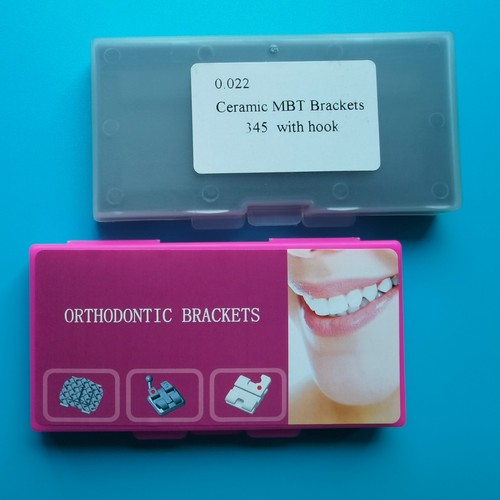 0.022
Ceramic MBT Brackets
345 with hook
ORTHODONTIC BRACKETS